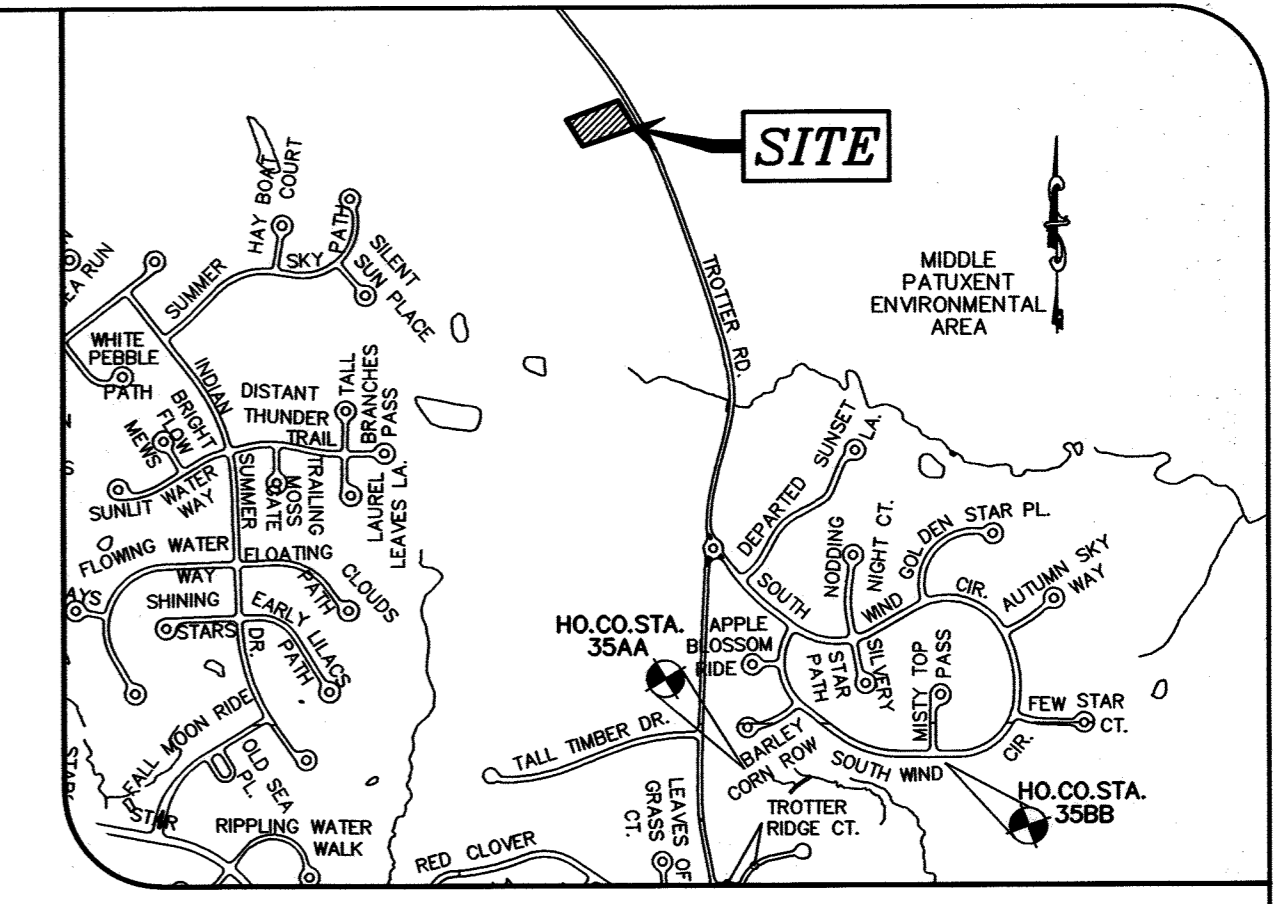 SITE
HAY BOAT
COURT
SUMMER
SKY
PATH
SILENT
SUN PLACE
TROTTER RD.
MIDDLE
PATUXENT
ENVIRONMENTAL
AREA
EA RUN
WHITE
PEBBLE
PATH
INDIAN
SUMMER
DR.
BRIGHT
FLOW
MEWS
DISTANT
THUNDER
TRAIL
TALL
BRANCHES
PASS
SUNLIT WATER
WAY
MOSS
GATE
TRAILING
LAUREL
LEAVES LA.
FLOWING WATER
WAY
FLOATING
CLOUDS
PATH
AYS
SHINING
STARS
EARLY LILACS
PATH
DEPARTED SUNSET
LA.
NODDING
NIGHT CT.
GOLDEN STAR PL.
SOUTH
WIND
CIR.
AUTUMN SKY
WAY
HO.CO.STA.
35AA
APPLE
BLOSSOM
RIDE
SILVERY
STAR
PATH
MISTY TOP
PASS
FEW STAR
CT.
TALL TIMBER DR.
BARLEY
CORN ROW
SOUTH WIND
CIR.
HO.CO.STA.
35BB
FALL MOON RIDE
OLD SEA
PL.
STAR
RIPPLING WATER
WALK
RED CLOVER
LEAVES OF
GRASS
CT.
TROTTER
RIDGE CT.